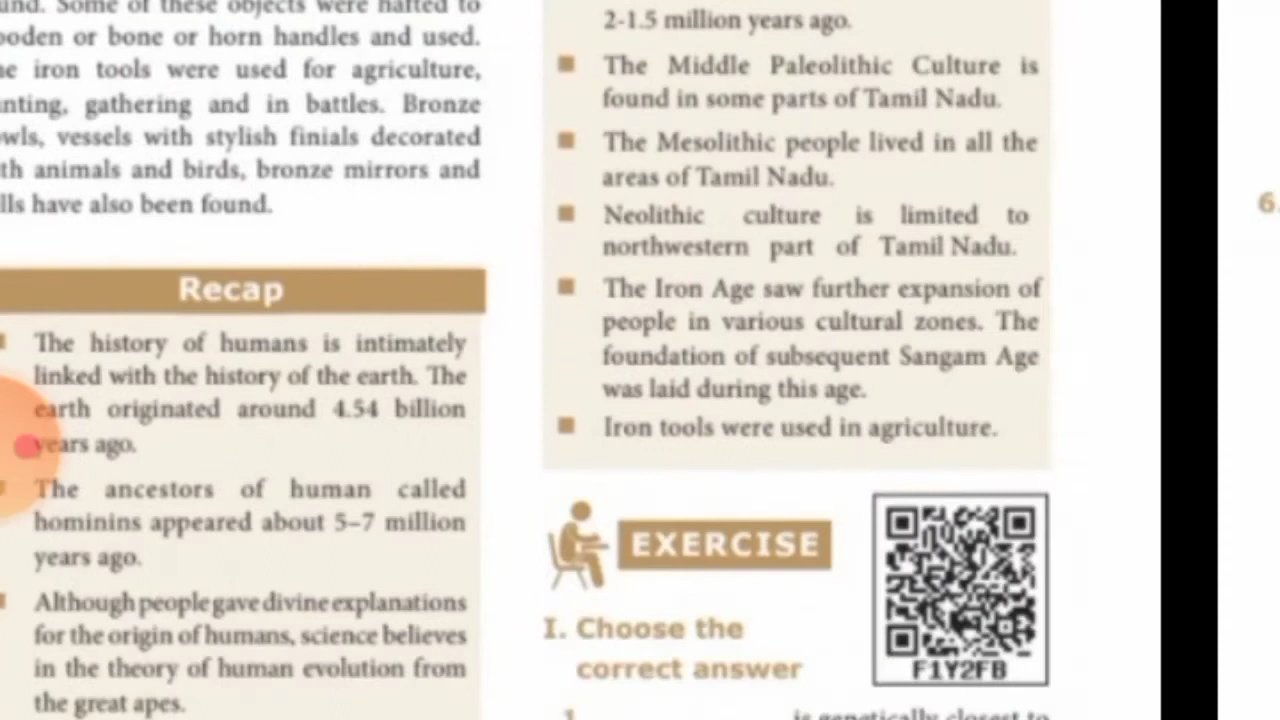 Some of these objects were hafted to
or bone or horn handles and used.
iron tools were used for agriculture,
gathering and in battles. Bronze
vessels with stylish finials decorated
animals and birds, bronze mirrors and
have also been found.
Recap
The history of humans is intimately
linked with the history of the earth. The
earth originated around 4.54 billion
years ago.
The ancestors of human called
hominins appeared about 5–7 million
years ago.
Although people gave divine explanations
for the origin of humans, science believes
in the theory of human evolution from
the great apes.
2-1.5 million years ago.
The Middle Paleolithic Culture is
found in some parts of Tamil Nadu.
The Mesolithic people lived in all the
areas of Tamil Nadu.
Neolithic culture is limited to
northwestern part of Tamil Nadu.
The Iron Age saw further expansion of
people in various cultural zones. The
foundation of subsequent Sangam Age
was laid during this age.
Iron tools were used in agriculture.
EXERCISE
F1Y2FB
I. Choose the
correct answer
is genetically closest to
6.